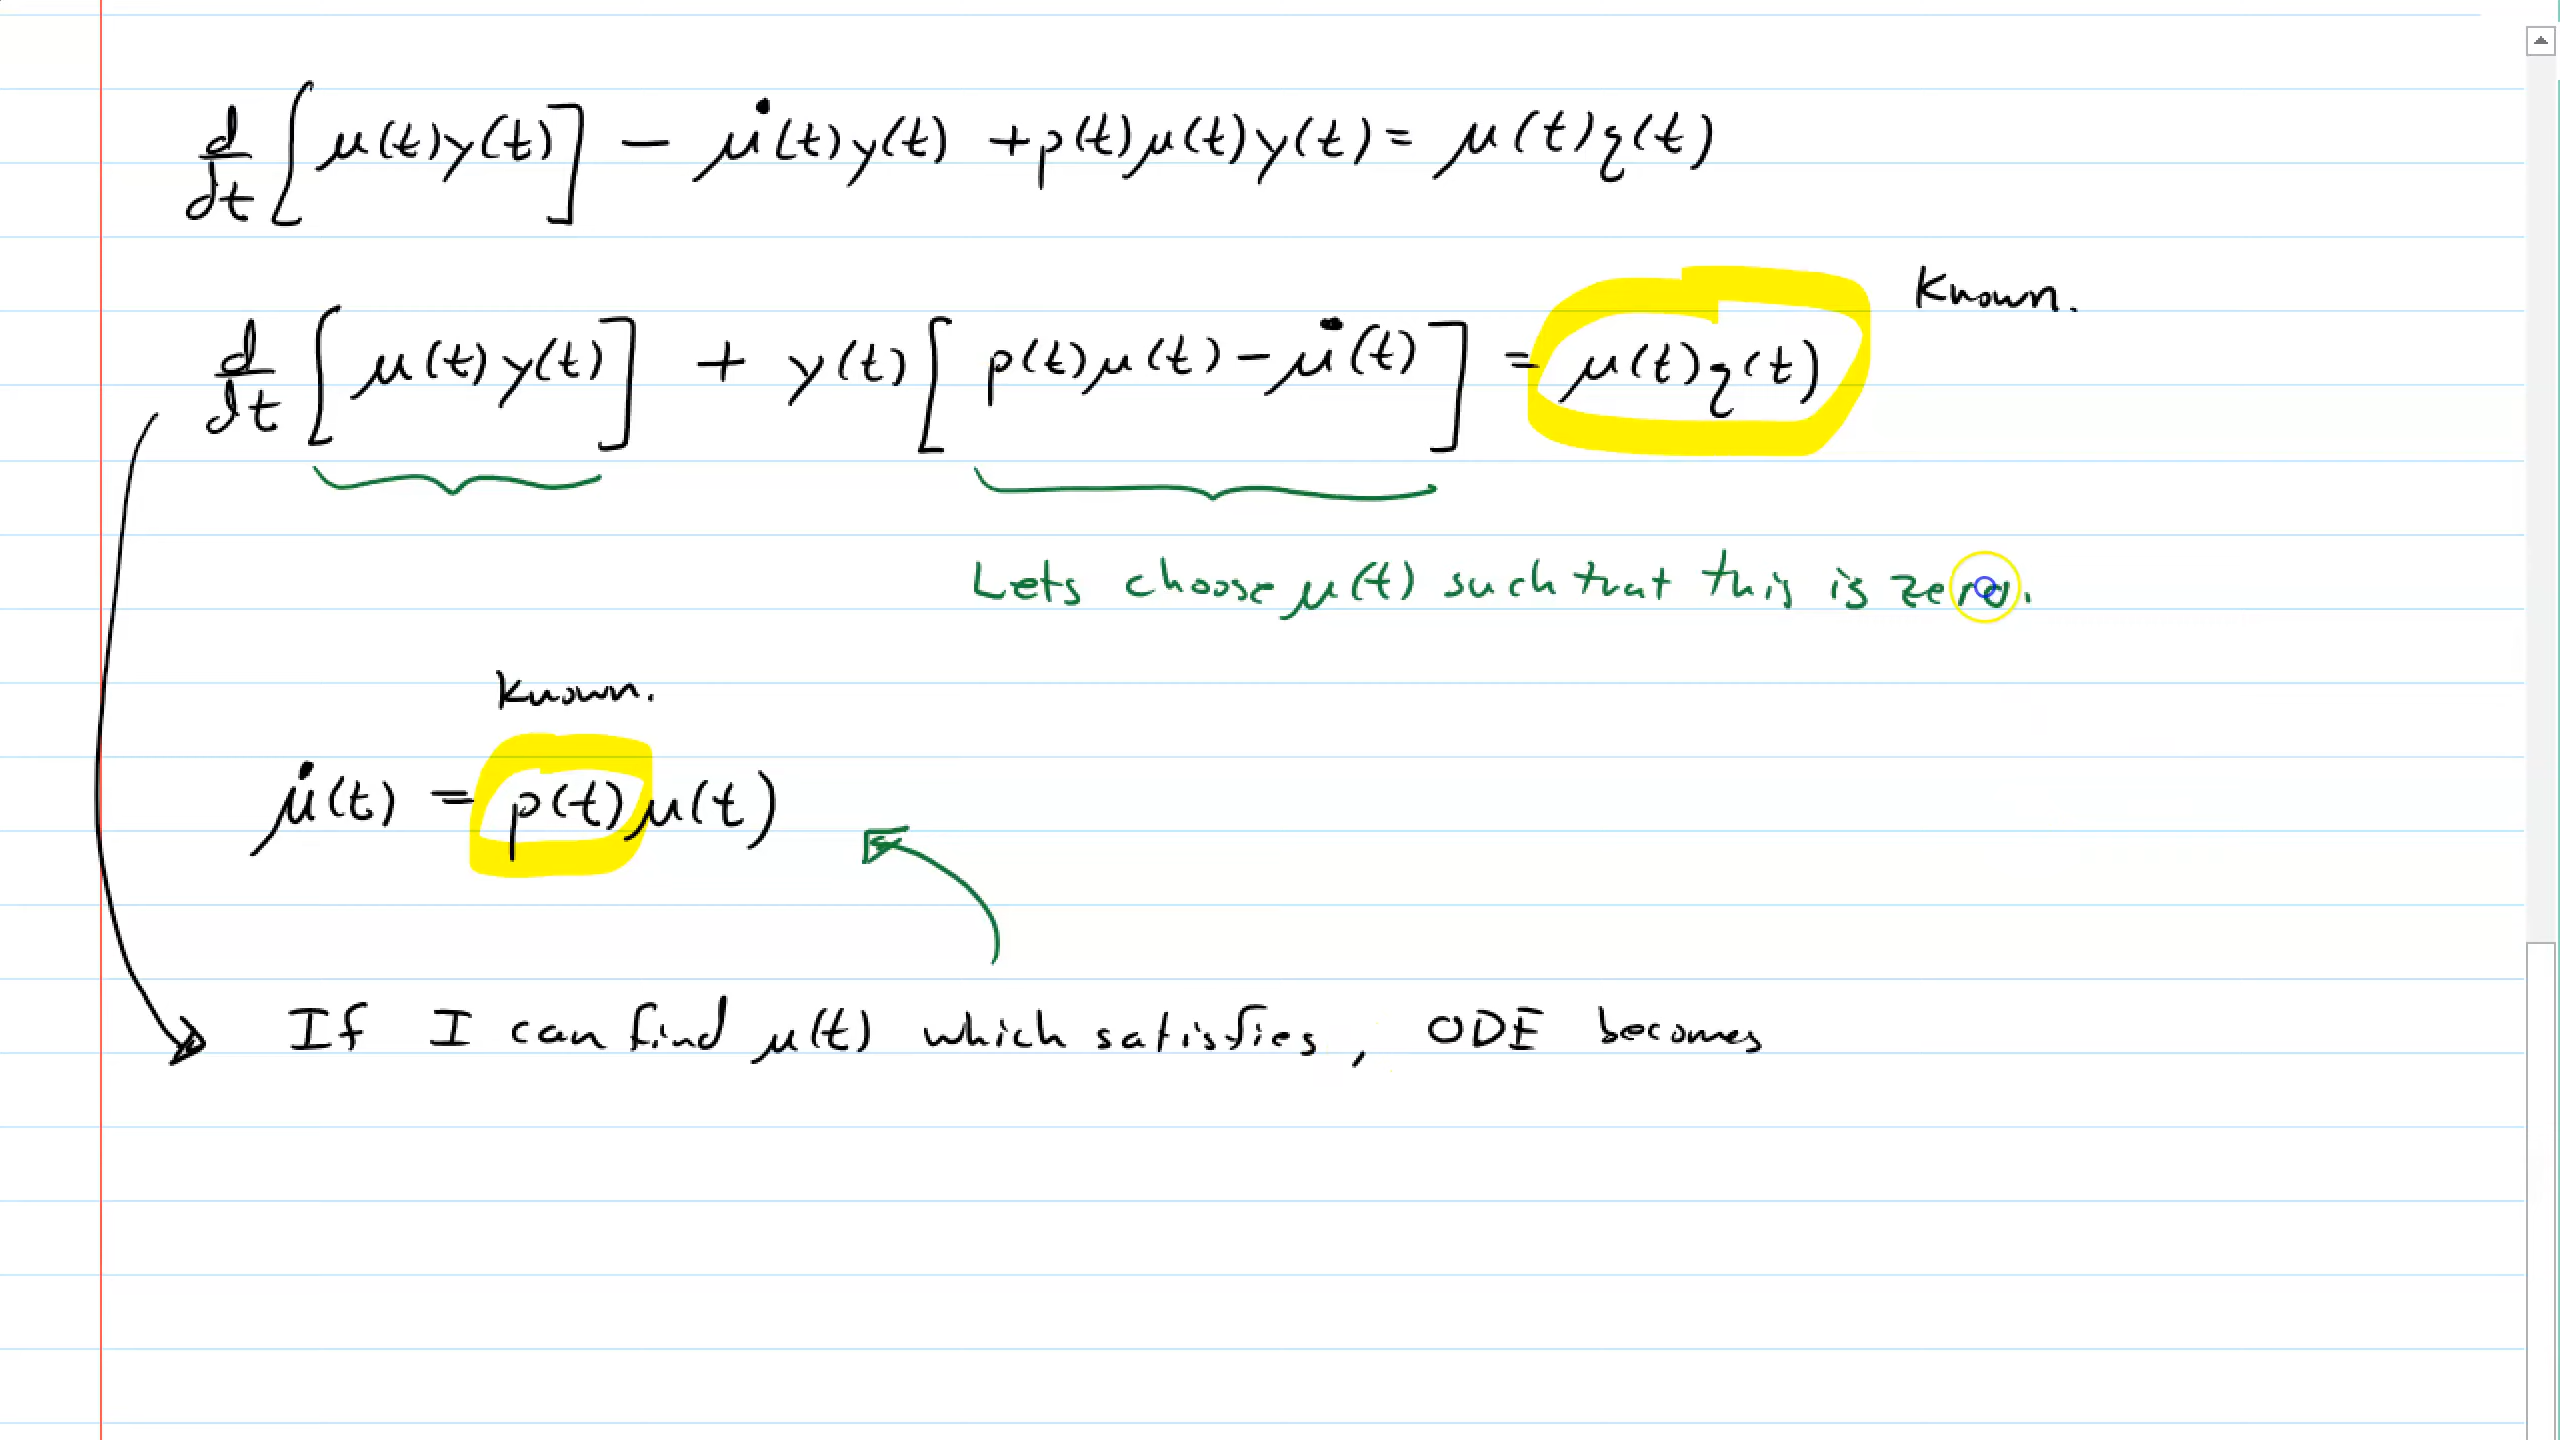 d/dt [μ(t)y(t)] − μ̇(t)y(t) + p(t)μ(t)y(t) = μ(t)q(t)
Known.
d/dt [μ(t)y(t)] + y(t)[p(t)μ(t) − μ̇(t)] = μ(t)q(t)
Lets choose μ(t) such that this is zero.
Known.
μ̇(t) = p(t)μ(t)
If I can find μ(t) which satisfies, ODE becomes